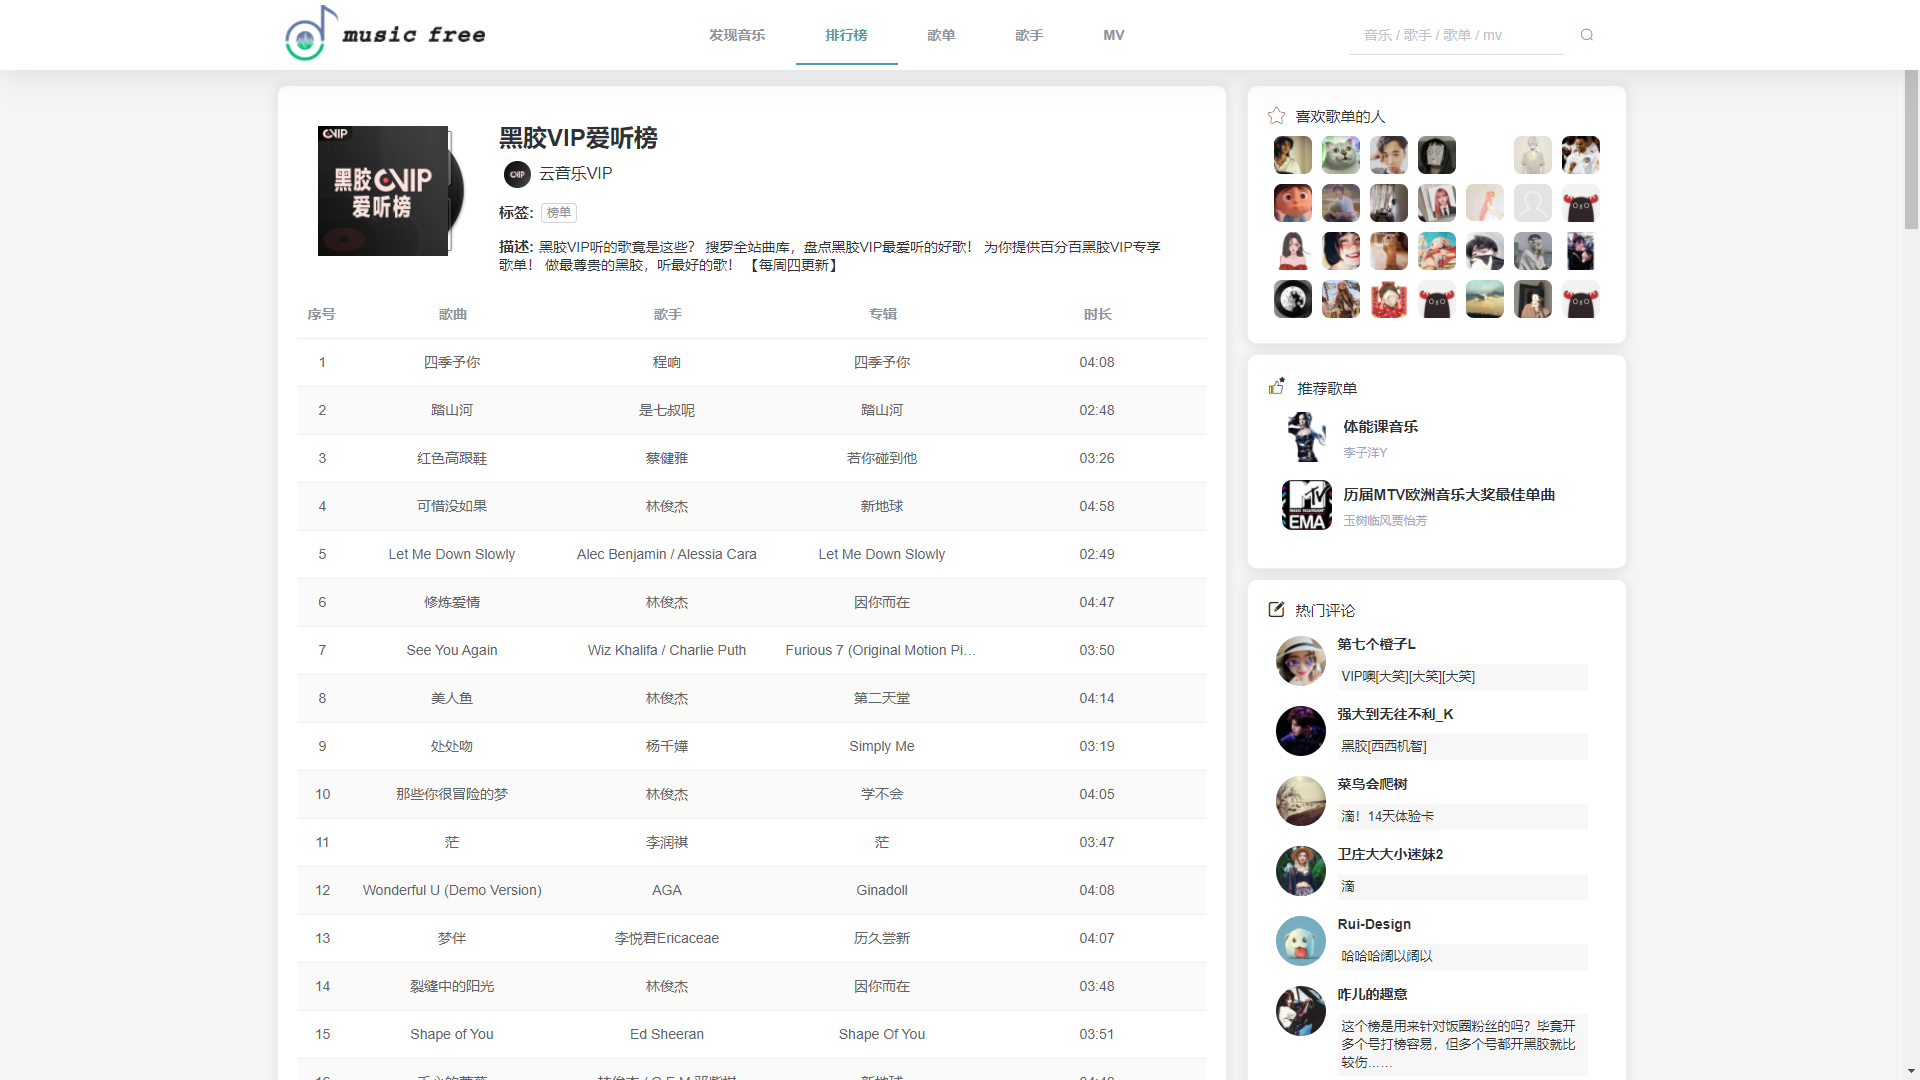 music free
发现音乐
排行榜
歌单
歌手
MV
音乐 / 歌手 / 歌单 / mv
CVIP
黑胶CVIP
爱听榜
黑胶VIP爱听榜
CVIP
云音乐VIP
标签:
榜单
描述: 黑胶VIP听的歌竟是这些？ 搜罗全站曲库，盘点黑胶VIP最爱听的好歌！ 为你提供百分百黑胶VIP专享
歌单！ 做最尊贵的黑胶，听最好的歌！ 【每周四更新】
序号 歌曲 歌手 专辑 时长
1 四季予你 程响 四季予你 04:08
2 踏山河 是七叔呢 踏山河 02:48
3 红色高跟鞋 蔡健雅 若你碰到他 03:26
4 可惜没如果 林俊杰 新地球 04:58
5 Let Me Down Slowly Alec Benjamin / Alessia Cara Let Me Down Slowly 02:49
6 修炼爱情 林俊杰 因你而在 04:47
7 See You Again Wiz Khalifa / Charlie Puth Furious 7 (Original Motion Pi... 03:50
8 美人鱼 林俊杰 第二天堂 04:14
9 处处吻 杨千嬅 Simply Me 03:19
10 那些你很冒险的梦 林俊杰 学不会 04:05
11 茫 李润祺 茫 03:47
12 Wonderful U (Demo Version) AGA Ginadoll 04:08
13 梦伴 李悦君Ericaceae 历久尝新 04:07
14 裂缝中的阳光 林俊杰 因你而在 03:48
15 Shape of You Ed Sheeran Shape Of You 03:51
喜欢歌单的人
推荐歌单
体能课音乐
李子洋Y
MTV
EMA
历届MTV欧洲音乐大奖最佳单曲
玉树临风贾怡芳
热门评论
第七个橙子L
VIP噢[大笑][大笑][大笑]
强大到无往不利_K
黑胶[西西机智]
菜鸟会爬树
滴！14天体验卡
卫庄大大小迷妹2
滴
Rui-Design
哈哈哈阔以阔以
咋儿的趣意
这个榜是用来针对饭圈粉丝的吗？毕竟开
多个号打榜容易，但多个号都开黑胶就比
较伤……